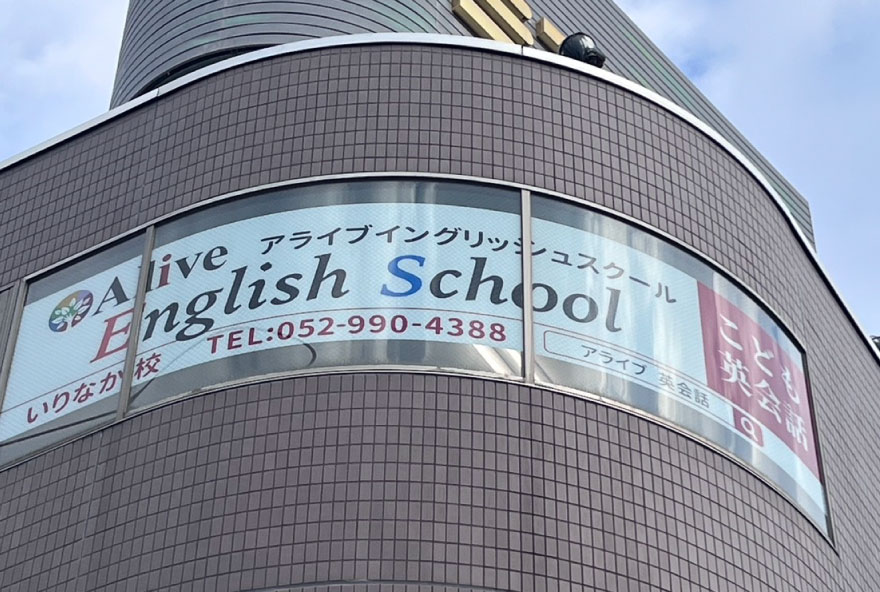 Alive アライブイングリッシュスクール
English School
いりなか校 TEL:052-990-4388
アライブ 英会話
こども
英会話